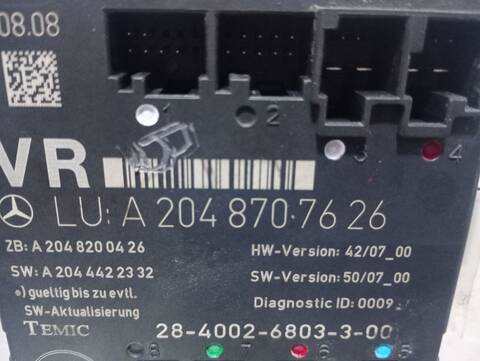 08.08
1 2 3 4
VR
LU: A 204 870 · 76 26
ZB: A 204 820 04 26
HW-Version: 42/07_00
SW: A 204 442 23 32
SW-Version: 50/07_00
*) gueltig bis zu evtl.
SW-Aktualisierung
Diagnostic ID: 0009
TEMIC
28-4002-6803-3-00
8 7 6 5